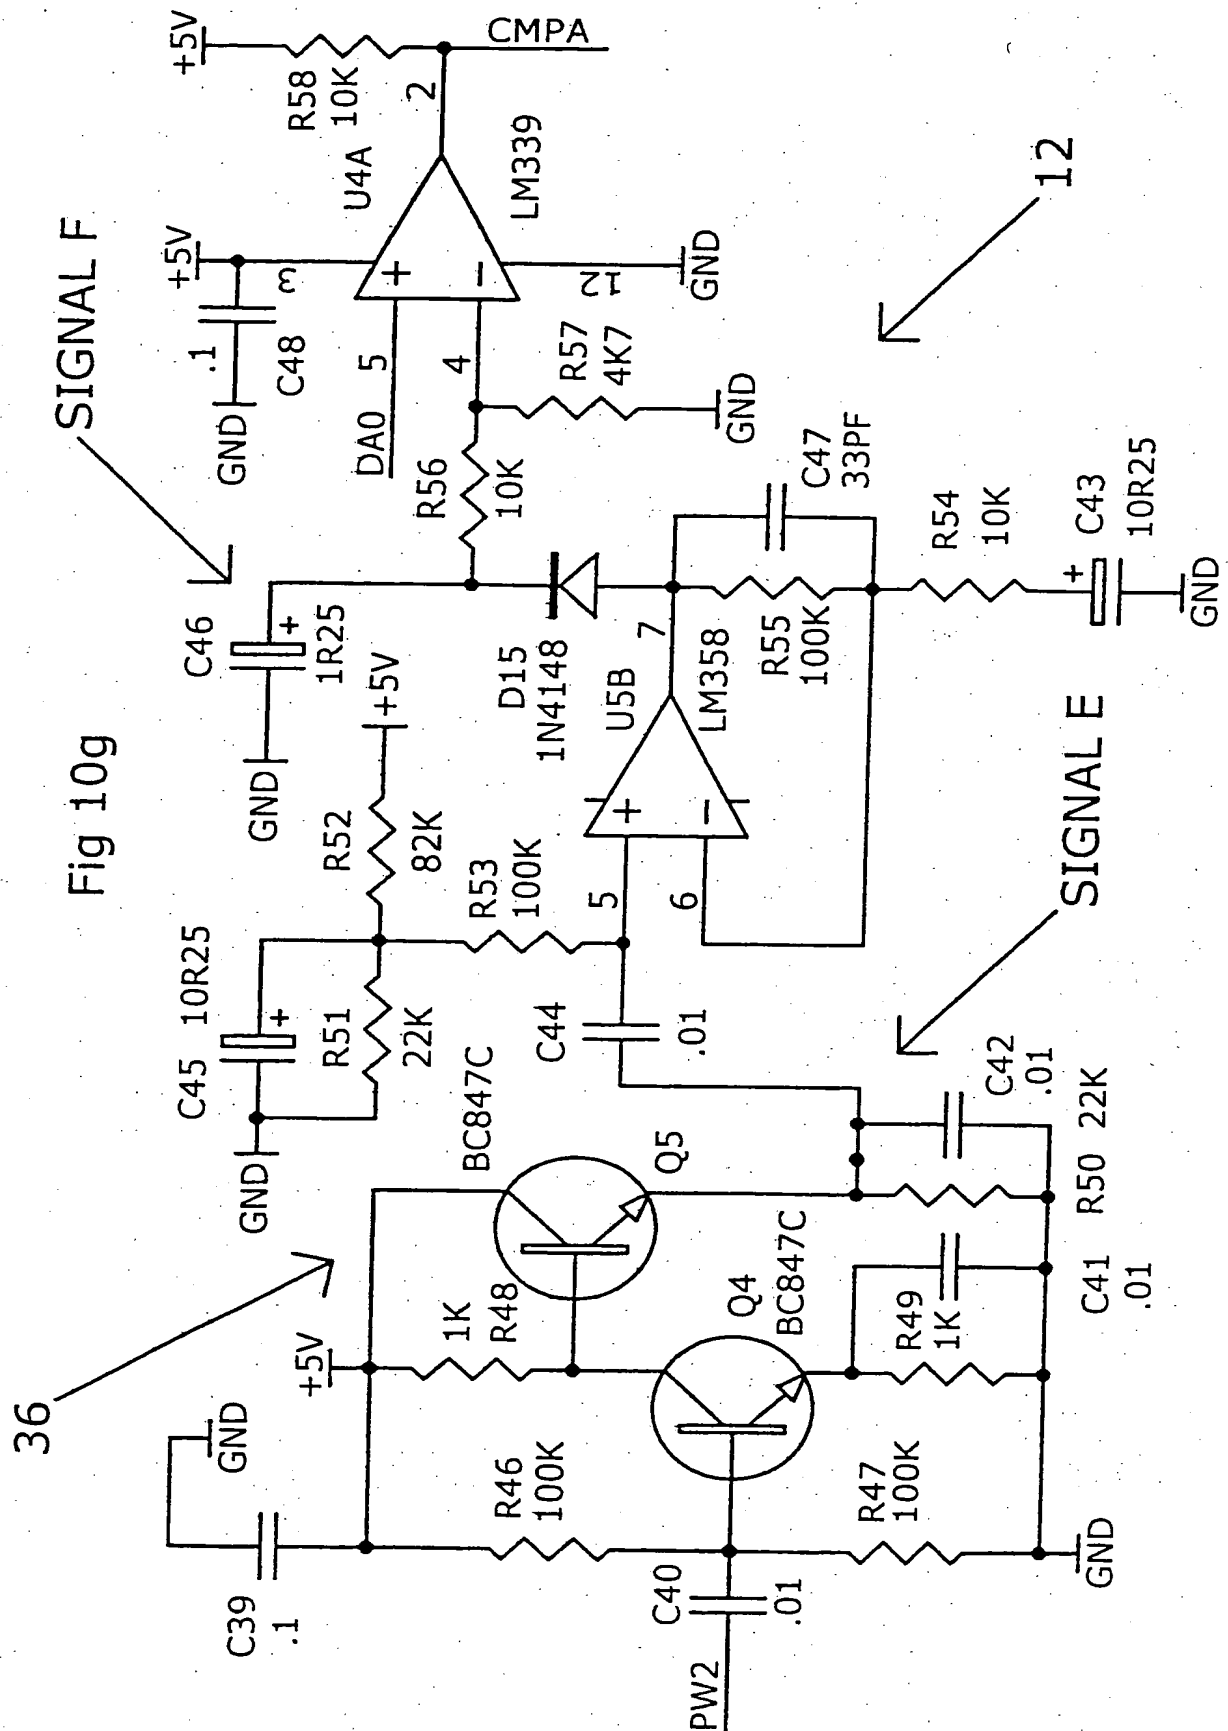 Fig 10g
36
SIGNAL F
SIGNAL E
12
PW2
C40
.01
C39
.1
GND
+5V
R46
100K
R47
100K
GND
1K
R48
Q4
BC847C
R49
1K
C41
.01
BC847C
Q5
R50 22K
C42
.01
GND
C45
10R25
+
R51
22K
R52
82K
+5V
R53
100K
C44
.01
5
6
+
−
7
U5B
LM358
R55
100K
C47
33PF
R54
10K
C43
10R25
+
GND
D15
1N4148
C46
1R25
+
GND
R56
10K
R57
4K7
GND
DA0
5
4
+
−
3
12
GND
GND
.1
C48
+5V
U4A
LM339
2
R58
10K
+5V
CMPA